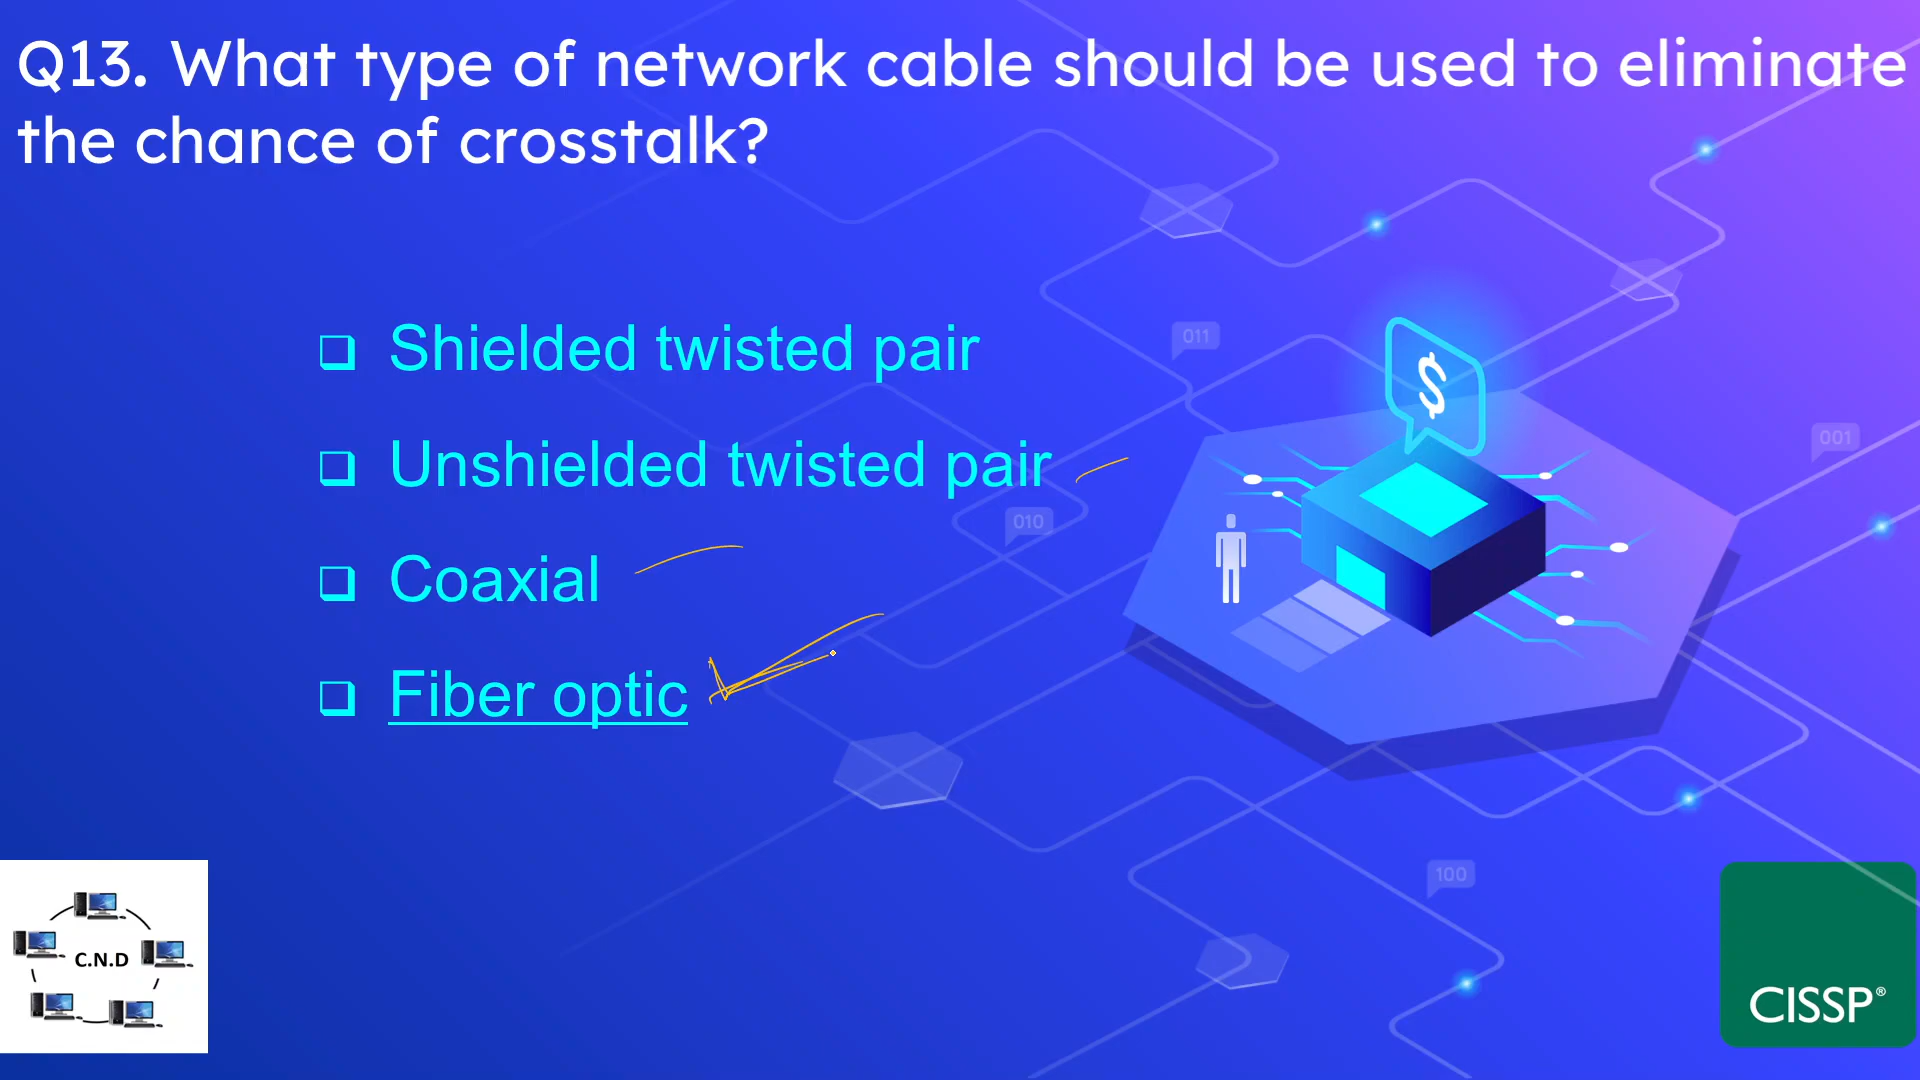 Q13. What type of network cable should be used to eliminate
the chance of crosstalk?
Shielded twisted pair
Unshielded twisted pair
Coaxial
Fiber optic
$
011
010
001
100
C.N.D
CISSP®